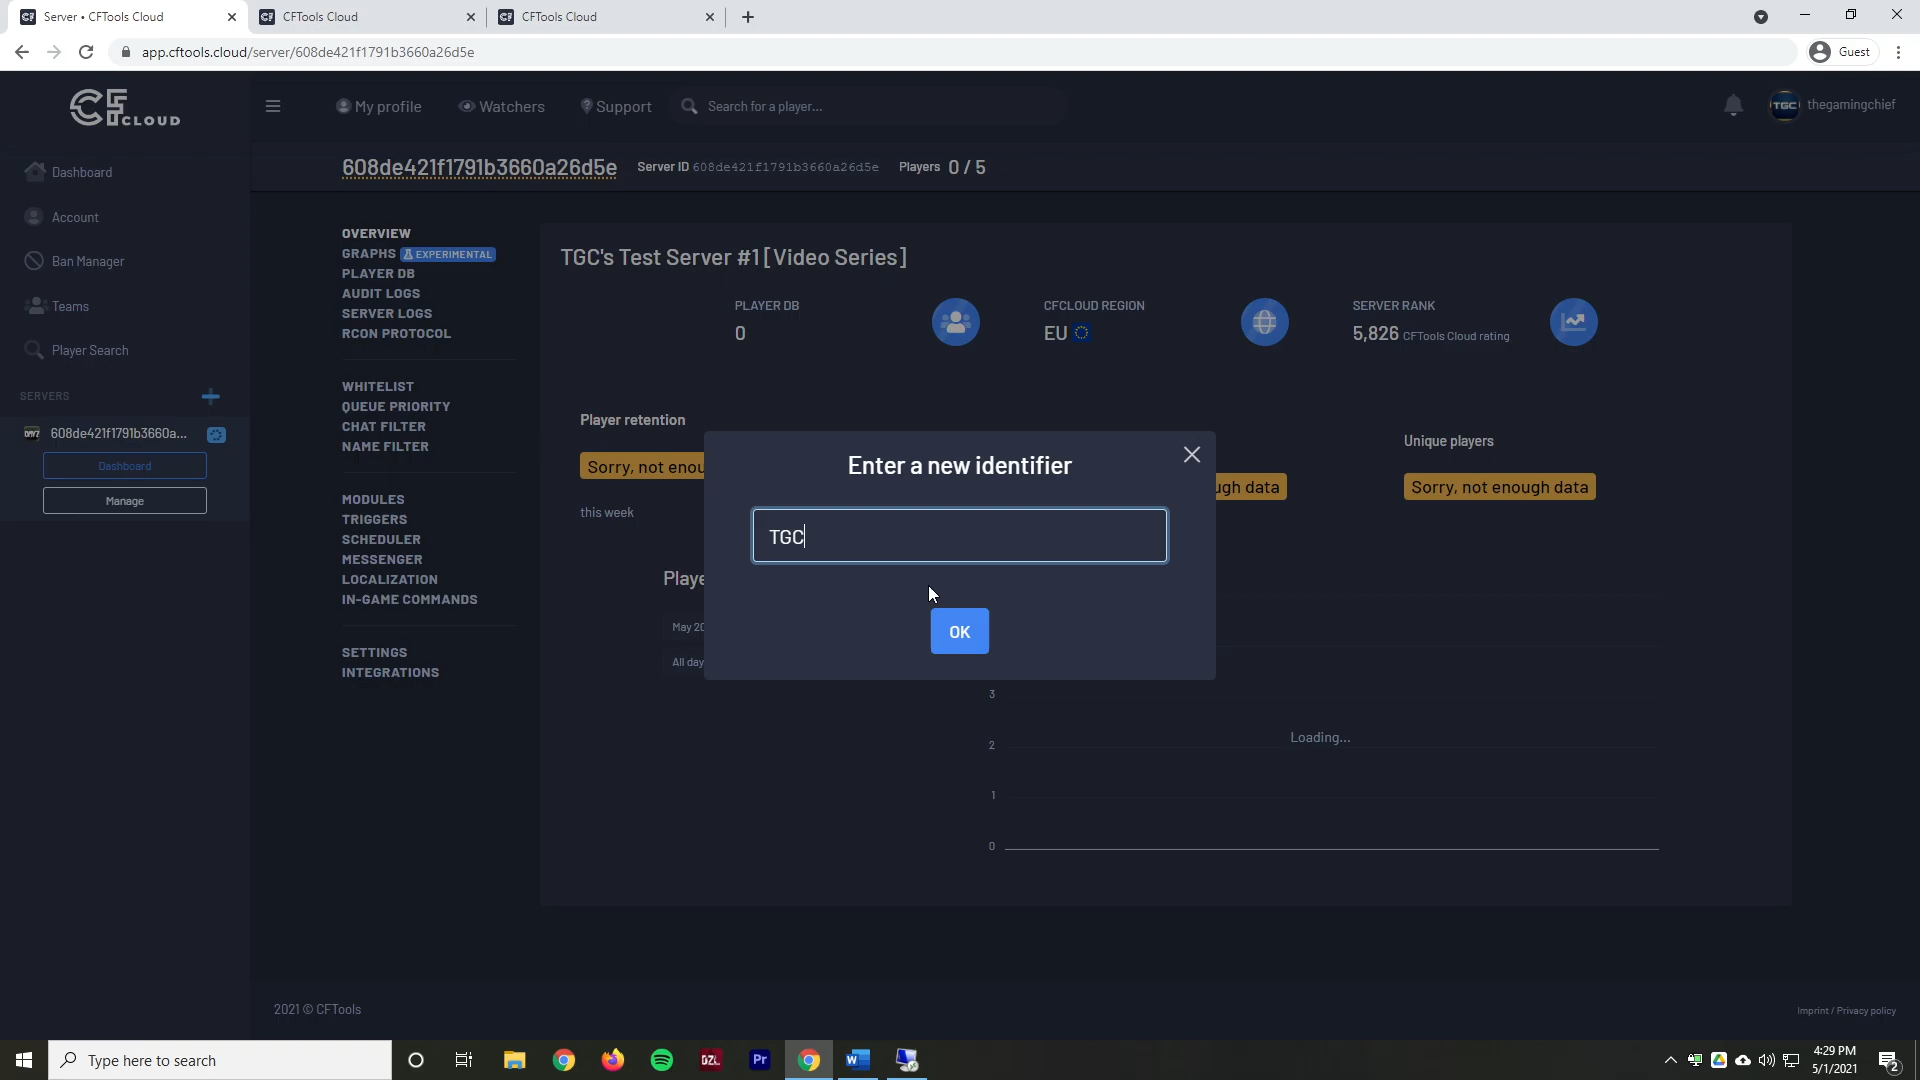 Server • CFTools Cloud
CFTools Cloud
CFTools Cloud
app.cftools.cloud/server/608de421f1791b3660a26d5e
Guest
CF CLOUD
My profile
Watchers
Support
Search for a player...
TGC
thegamingchief
608de421f1791b3660a26d5e
Server ID 608de421f1791b3660a26d5e
Players 0 / 5
Dashboard
Account
Ban Manager
Teams
Player Search
SERVERS
DAYZ
608de421f1791b3660a...
Dashboard
Manage
OVERVIEW
GRAPHS EXPERIMENTAL
PLAYER DB
AUDIT LOGS
SERVER LOGS
RCON PROTOCOL
WHITELIST
QUEUE PRIORITY
CHAT FILTER
NAME FILTER
MODULES
TRIGGERS
SCHEDULER
MESSENGER
LOCALIZATION
IN-GAME COMMANDS
SETTINGS
INTEGRATIONS
TGC's Test Server #1 [Video Series]
PLAYER DB
0
CFCLOUD REGION
EU
SERVER RANK
5,826 CFTools Cloud rating
Player retention
Sorry, not enou
this week
ugh data
Unique players
Sorry, not enough data
Enter a new identifier
TGC
OK
Playe
May 20
All day
3
2
1
0
Loading...
2021 © CFTools
Imprint / Privacy policy
Type here to search
DZL
Pr
W
4:29 PM
5/1/2021
2